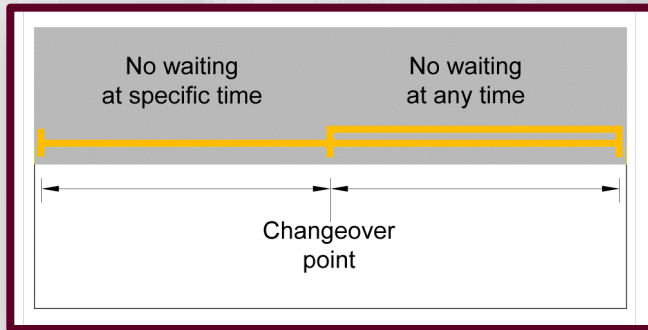 No waiting
at specific time
No waiting
at any time
Changeover
point